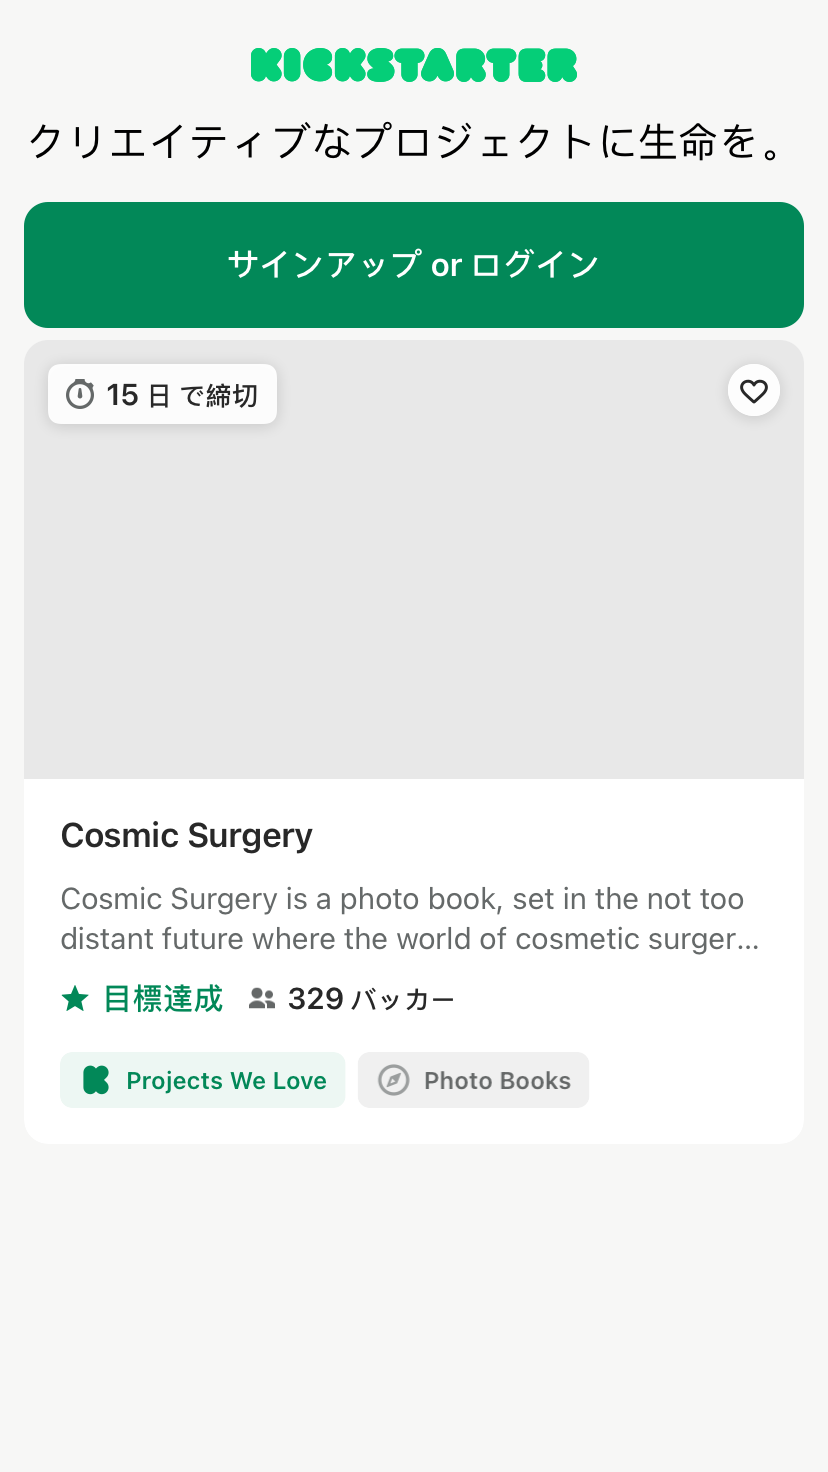 KICKSTARTER
クリエイティブなプロジェクトに生命を。
サインアップ or ログイン
15 日 で締切
Cosmic Surgery
Cosmic Surgery is a photo book, set in the not too
distant future where the world of cosmetic surger...
目標達成 329 バッカー
Projects We Love Photo Books